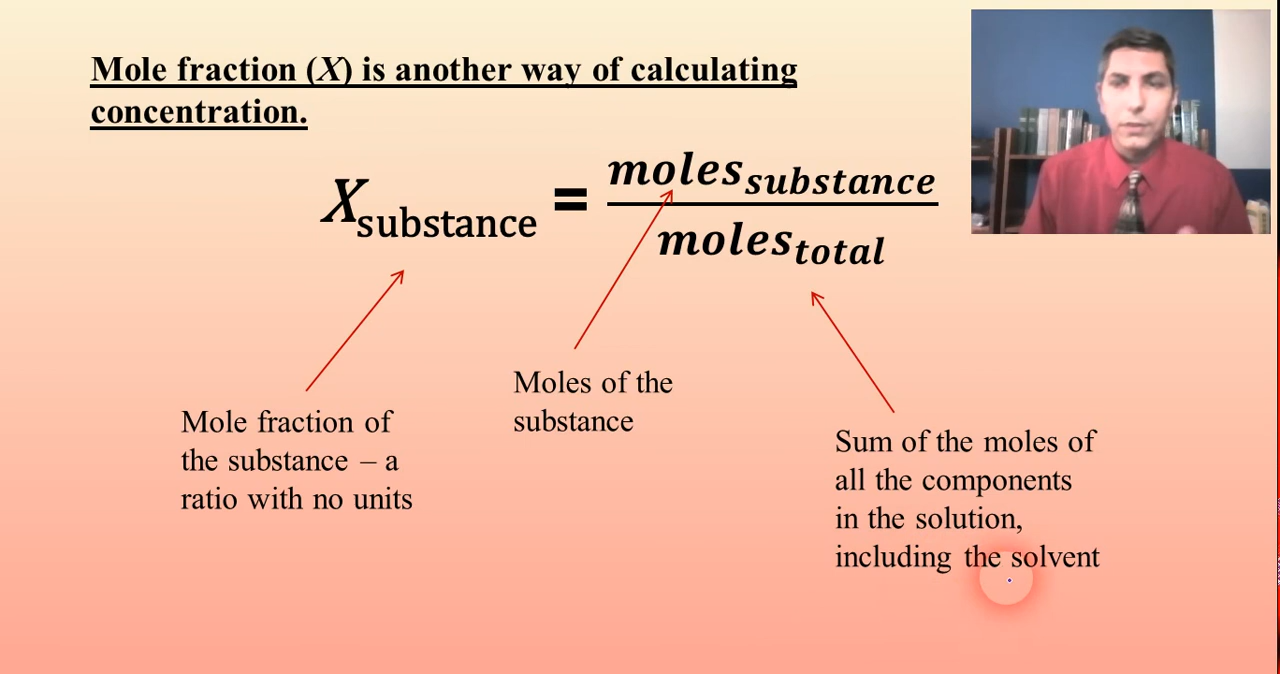 Mole fraction (X) is another way of calculating
concentration.
X substance = moles substance / moles total
Mole fraction of
the substance – a
ratio with no units
Moles of the
substance
Sum of the moles of
all the components
in the solution,
including the solvent